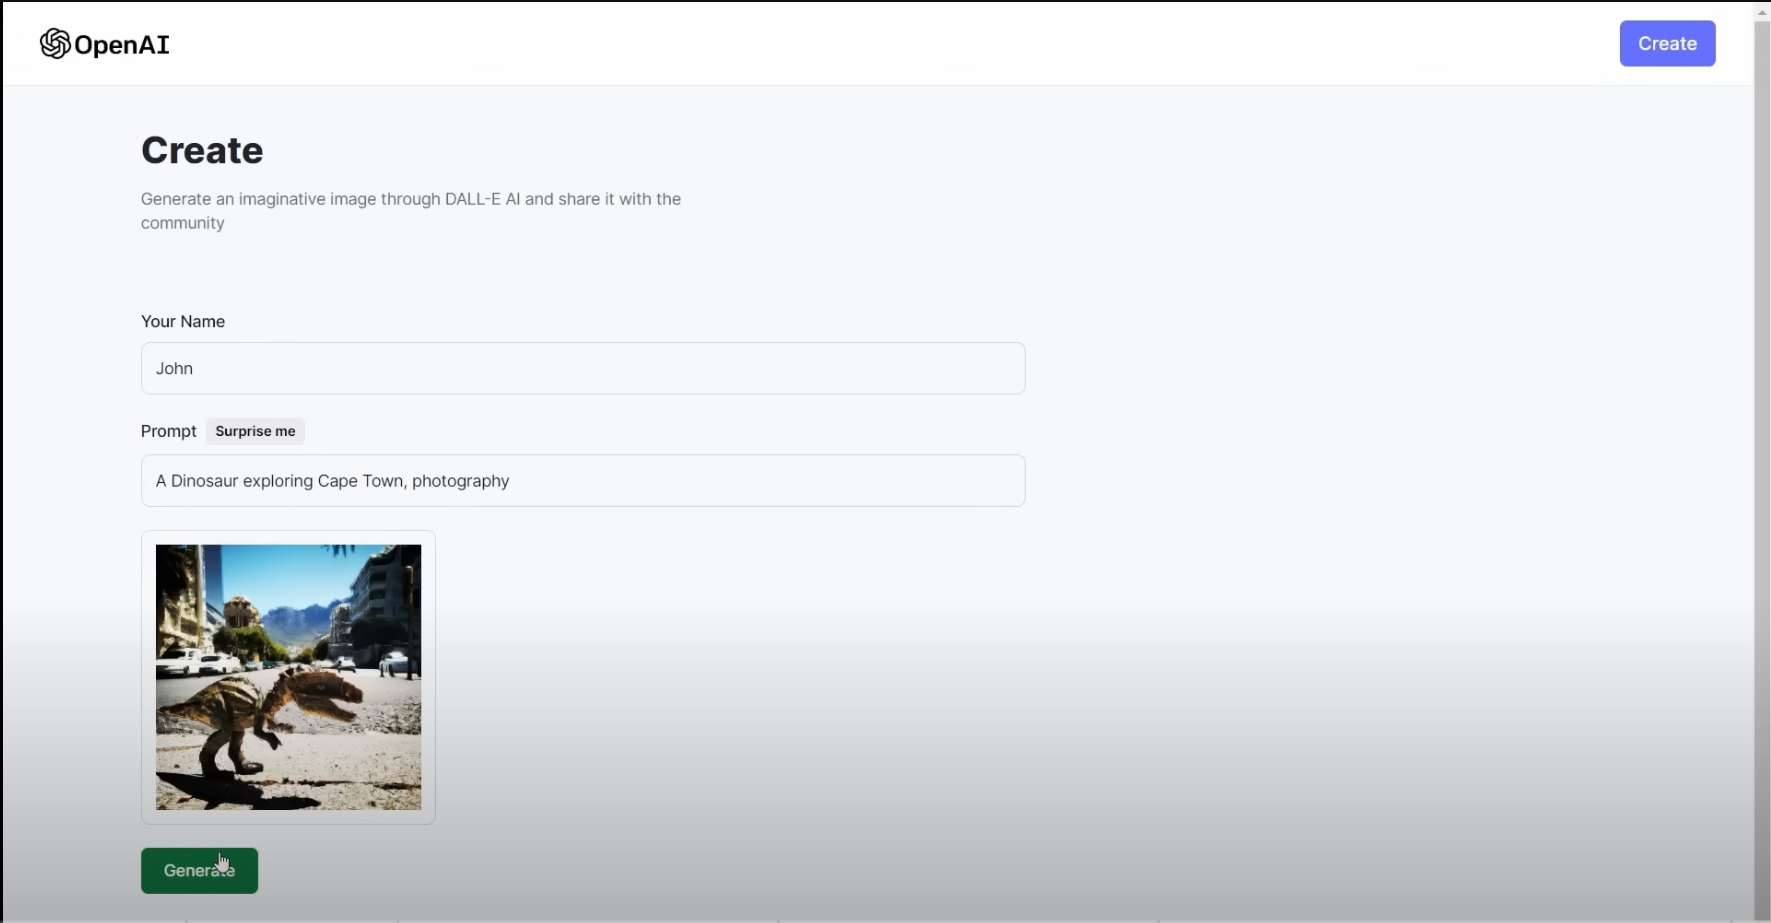 OpenAI
Create
Create
Generate an imaginative image through DALL-E AI and share it with the
community
Your Name
John
Prompt Surprise me
A Dinosaur exploring Cape Town, photography
Generate